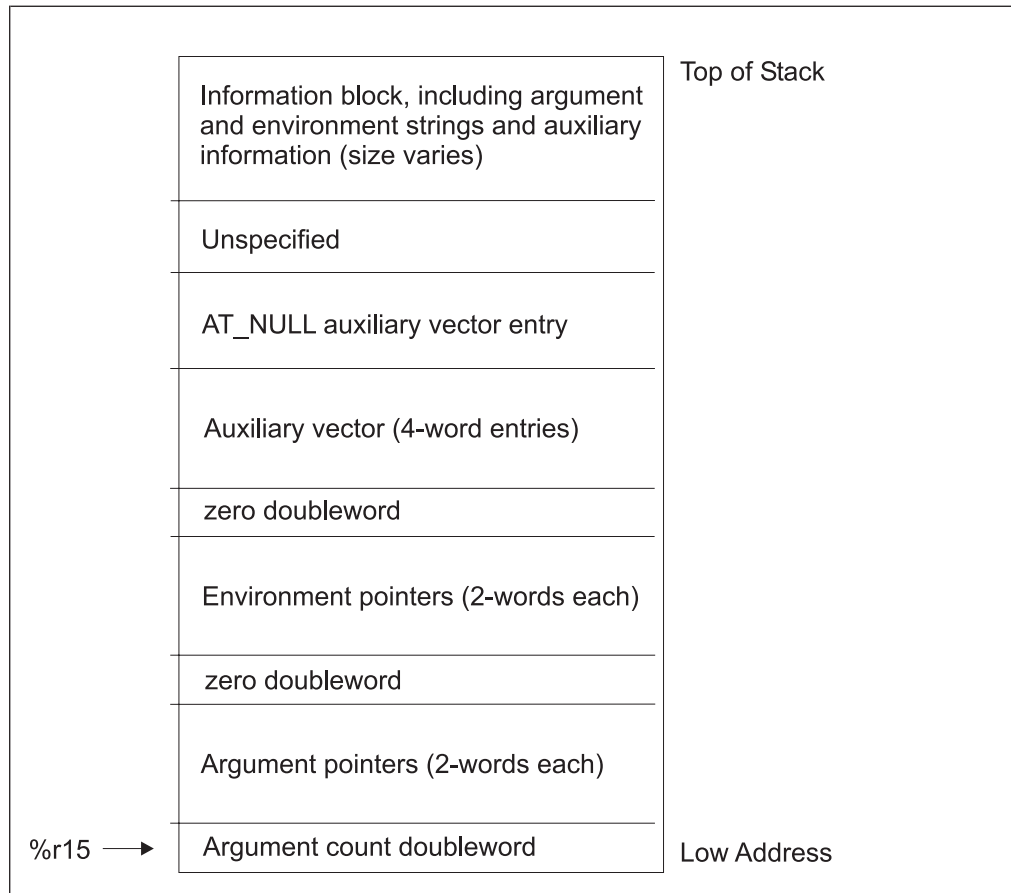 Top of Stack
Information block, including argument
and environment strings and auxiliary
information (size varies)
Unspecified
AT_NULL auxiliary vector entry
Auxiliary vector (4-word entries)
zero doubleword
Environment pointers (2-words each)
zero doubleword
Argument pointers (2-words each)
%r15
Argument count doubleword
Low Address